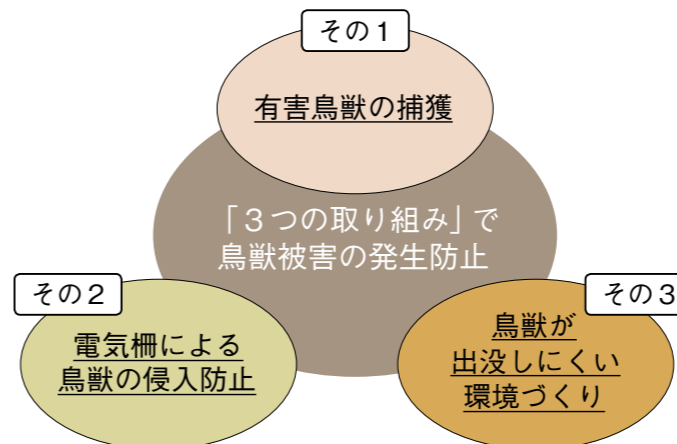 その１
有害鳥獣の捕獲
「３つの取り組み」で
鳥獣被害の発生防止
その２
電気柵による
鳥獣の侵入防止
その３
鳥獣が
出没しにくい
環境づくり